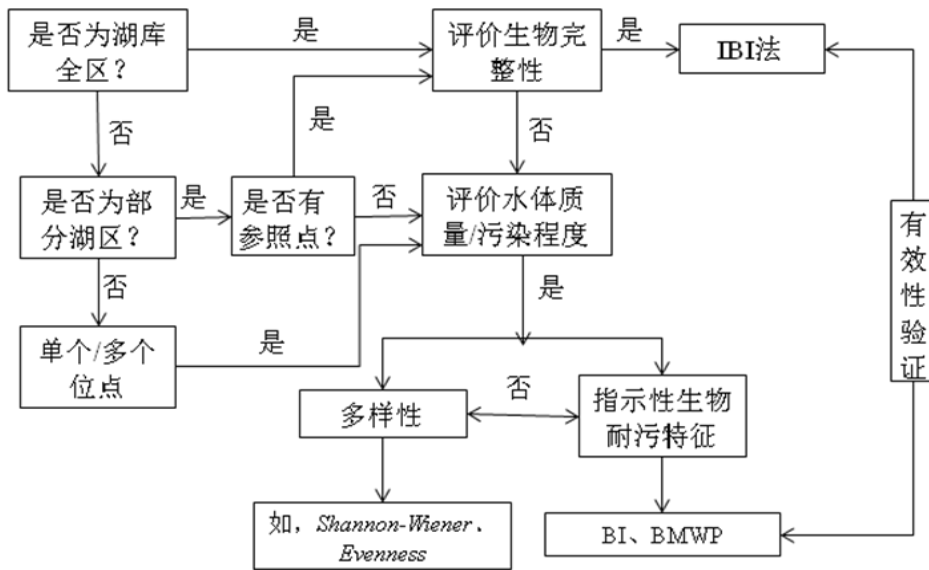 是否为湖库
全区？
是
评价生物完
整性
是
IBI法
否
是
否
是否为部
分湖区？
是
是否有
参照点？
否
评价水体质
量/污染程度
有
效
性
验
证
否
是
单个/多个
位点
是
多样性
否
指示性生物
耐污特征
如，Shannon-Wiener、
Evenness
BI、BMWP